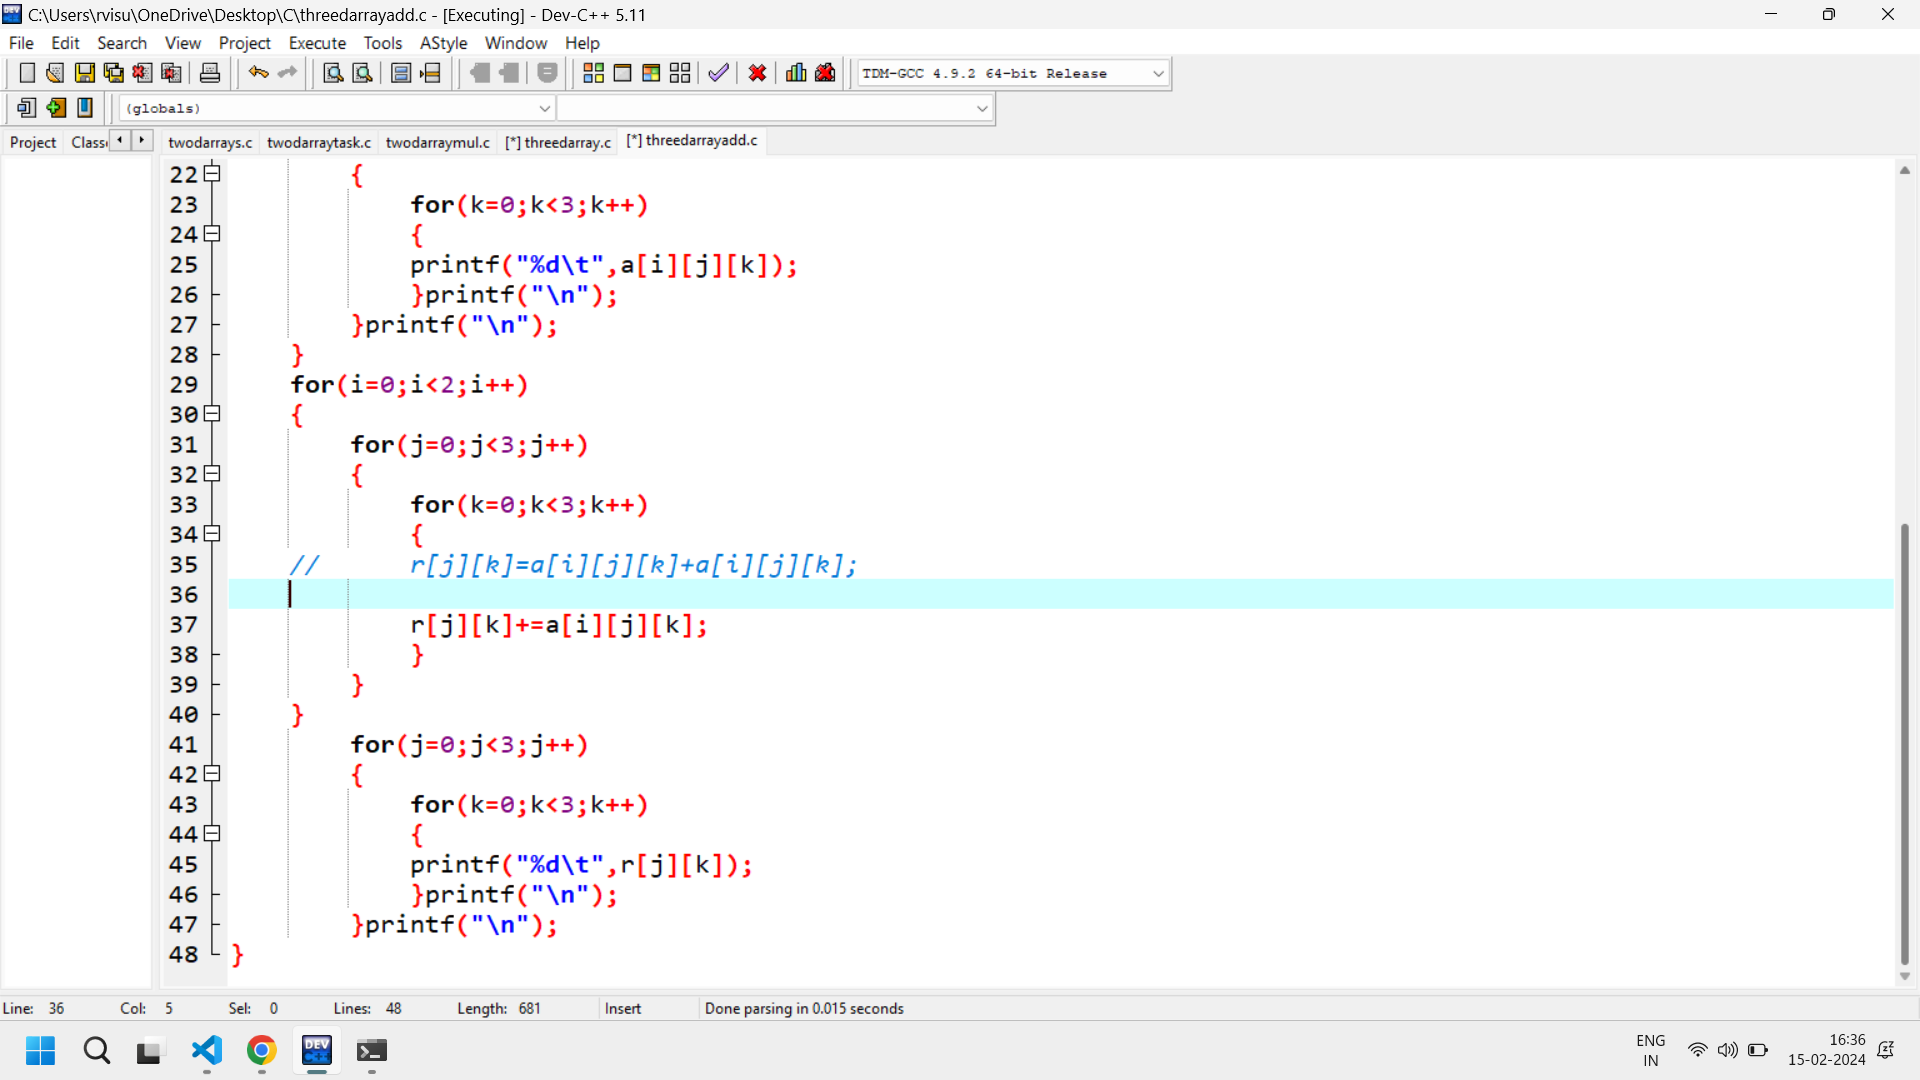 C:\Users\rvisu\OneDrive\Desktop\C\threedarrayadd.c - [Executing] - Dev-C++ 5.11
File Edit Search View Project Execute Tools AStyle Window Help
TDM-GCC 4.9.2 64-bit Release
(globals)
Project Class twodarrays.c twodarraytask.c twodarraymul.c [*] threedarray.c [*] threedarrayadd.c
22 {
23 for(k=0;k<3;k++)
24 {
25 printf("%d\t",a[i][j][k]);
26 }printf("\n");
27 }printf("\n");
28 }
29 for(i=0;i<2;i++)
30 {
31 for(j=0;j<3;j++)
32 {
33 for(k=0;k<3;k++)
34 {
35 // r[j][k]=a[i][j][k]+a[i][j][k];
36
37 r[j][k]+=a[i][j][k];
38 }
39 }
40 }
41 for(j=0;j<3;j++)
42 {
43 for(k=0;k<3;k++)
44 {
45 printf("%d\t",r[j][k]);
46 }printf("\n");
47 }printf("\n");
48 }
Line: 36 Col: 5 Sel: 0 Lines: 48 Length: 681 Insert Done parsing in 0.015 seconds
DEV C++
ENG IN
16:36
15-02-2024